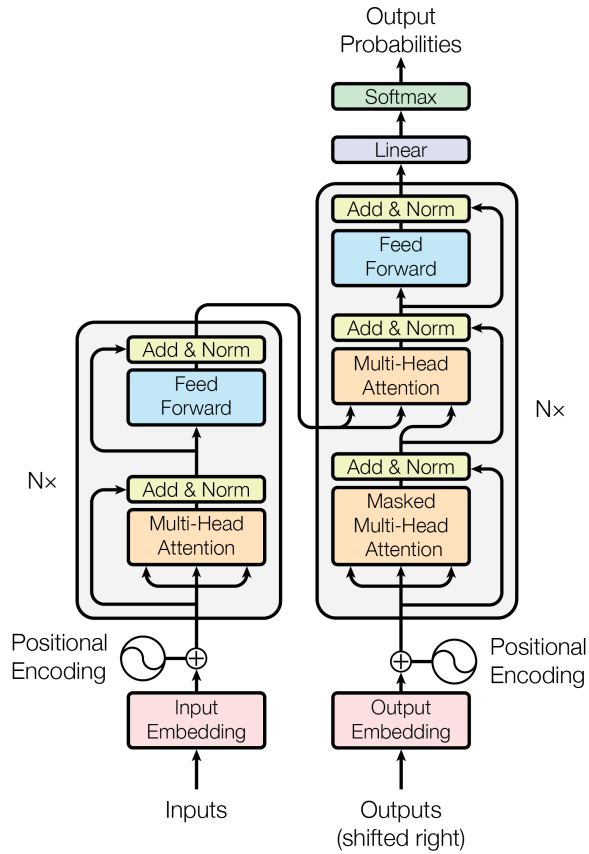 Output
Probabilities
Softmax
Linear
Add & Norm
Feed
Forward
Add & Norm
Multi-Head
Attention
Add & Norm
Masked
Multi-Head
Attention
N×
Add & Norm
Feed
Forward
Add & Norm
Multi-Head
Attention
N×
Positional
Encoding
Positional
Encoding
Input
Embedding
Output
Embedding
Inputs
Outputs
(shifted right)